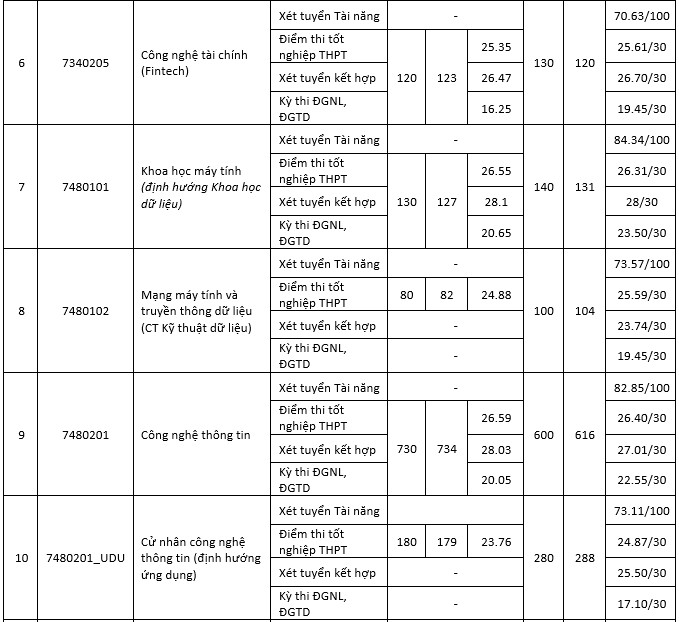 Xét tuyển Tài năng - 70.63/100
6 7340205 Công nghệ tài chính
(Fintech)
Điểm thi tốt
nghiệp THPT
120 123 25.35 130 120 25.61/30
Xét tuyển kết hợp 26.47 26.70/30
Kỳ thi ĐGNL,
ĐGTD
16.25 19.45/30
Xét tuyển Tài năng - 84.34/100
7 7480101 Khoa học máy tính
(định hướng Khoa học
dữ liệu)
Điểm thi tốt
nghiệp THPT
130 127 26.55 140 131 26.31/30
Xét tuyển kết hợp 28.1 28/30
Kỳ thi ĐGNL,
ĐGTD
20.65 23.50/30
Xét tuyển Tài năng - 73.57/100
8 7480102 Mạng máy tính và
truyền thông dữ liệu
(CT Kỹ thuật dữ liệu)
Điểm thi tốt
nghiệp THPT
80 82 24.88 100 104 25.59/30
Xét tuyển kết hợp - 23.74/30
Kỳ thi ĐGNL,
ĐGTD
- 19.45/30
Xét tuyển Tài năng - 82.85/100
9 7480201 Công nghệ thông tin
Điểm thi tốt
nghiệp THPT
730 734 26.59 600 616 26.40/30
Xét tuyển kết hợp 28.03 27.01/30
Kỳ thi ĐGNL,
ĐGTD
20.05 22.55/30
Xét tuyển Tài năng 73.11/100
10 7480201_UDU Cử nhân công nghệ
thông tin (định hướng
ứng dụng)
Điểm thi tốt
nghiệp THPT
180 179 23.76 280 288 24.87/30
Xét tuyển kết hợp - 25.50/30
Kỳ thi ĐGNL,
ĐGTD
- 17.10/30